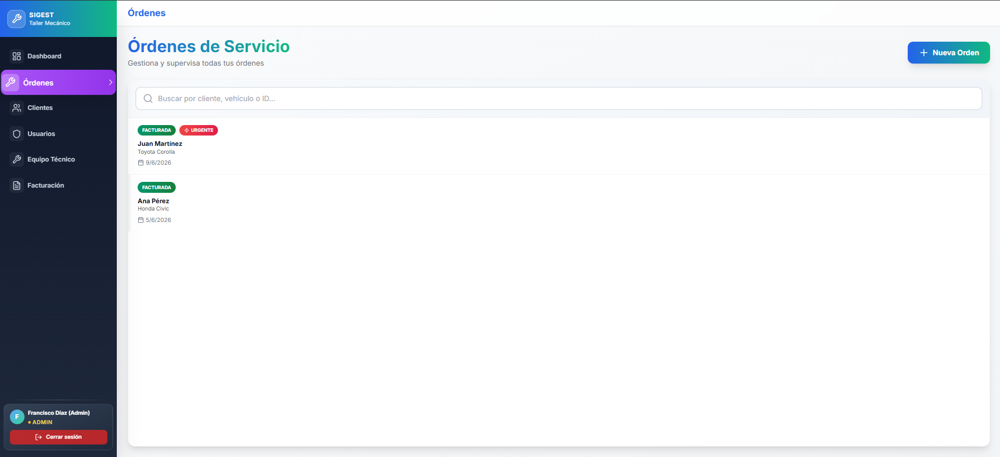 SIGEST
Taller Mecánico
Dashboard
Órdenes
Clientes
Usuarios
Equipo Técnico
Facturación
F
Francisco Díaz (Admin)
ADMIN
Cerrar sesión
Órdenes
Órdenes de Servicio
Gestiona y supervisa todas tus órdenes
Nueva Orden
Buscar por cliente, vehículo o ID...
FACTURADA URGENTE
Juan Martínez
Toyota Corolla
9/6/2026
FACTURADA
Ana Pérez
Honda Civic
5/6/2026